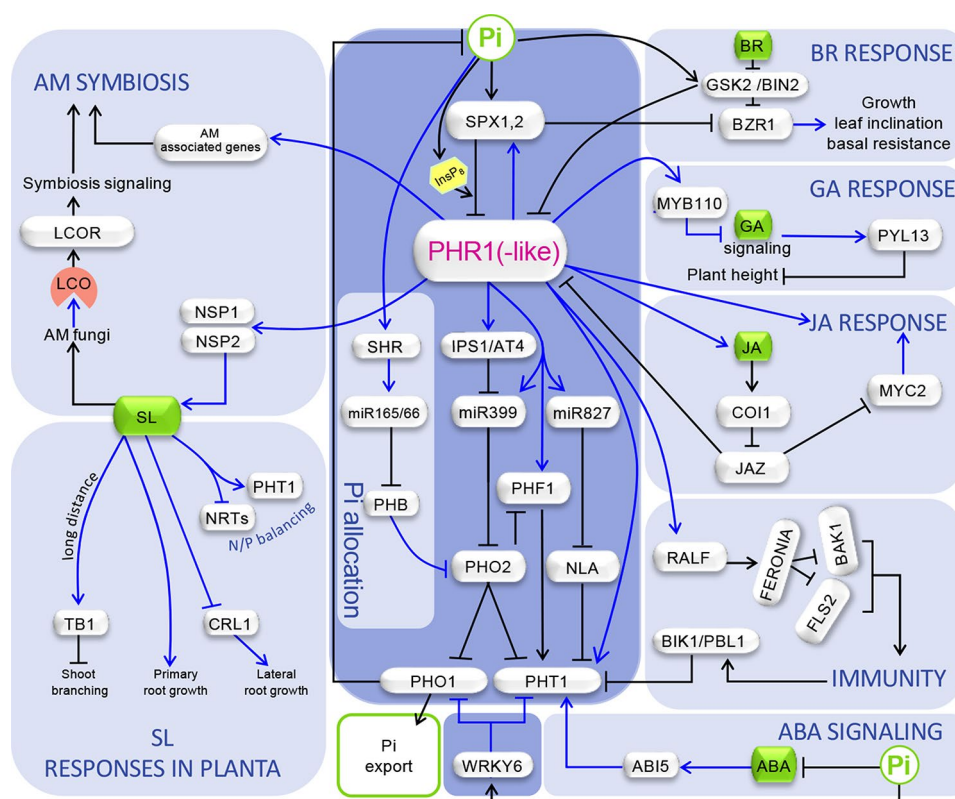 AM SYMBIOSIS
AM
associated genes
Symbiosis signaling
LCOR
LCO
AM fungi
NSP1
NSP2
SL
long distance
PHT1
NRTs
N/P balancing
TB1
CRL1
Shoot
branching
Primary
root growth
Lateral
root growth
SL
RESPONSES IN PLANTA
Pi
SPX1,2
InsP8
PHR1(-like)
SHR
miR165/66
PHB
Pi allocation
IPS1/AT4
miR399
miR827
PHF1
PHO2
NLA
PHO1
PHT1
Pi
export
WRKY6
BR
BR RESPONSE
GSK2 /BIN2
BZR1
Growth
leaf inclination
basal resistance
GA RESPONSE
MYB110
GA
signaling
PYL13
Plant height
JA RESPONSE
JA
MYC2
COI1
JAZ
RALF
FERONIA
BAK1
FLS2
BIK1/PBL1
IMMUNITY
ABA SIGNALING
ABI5
ABA
Pi